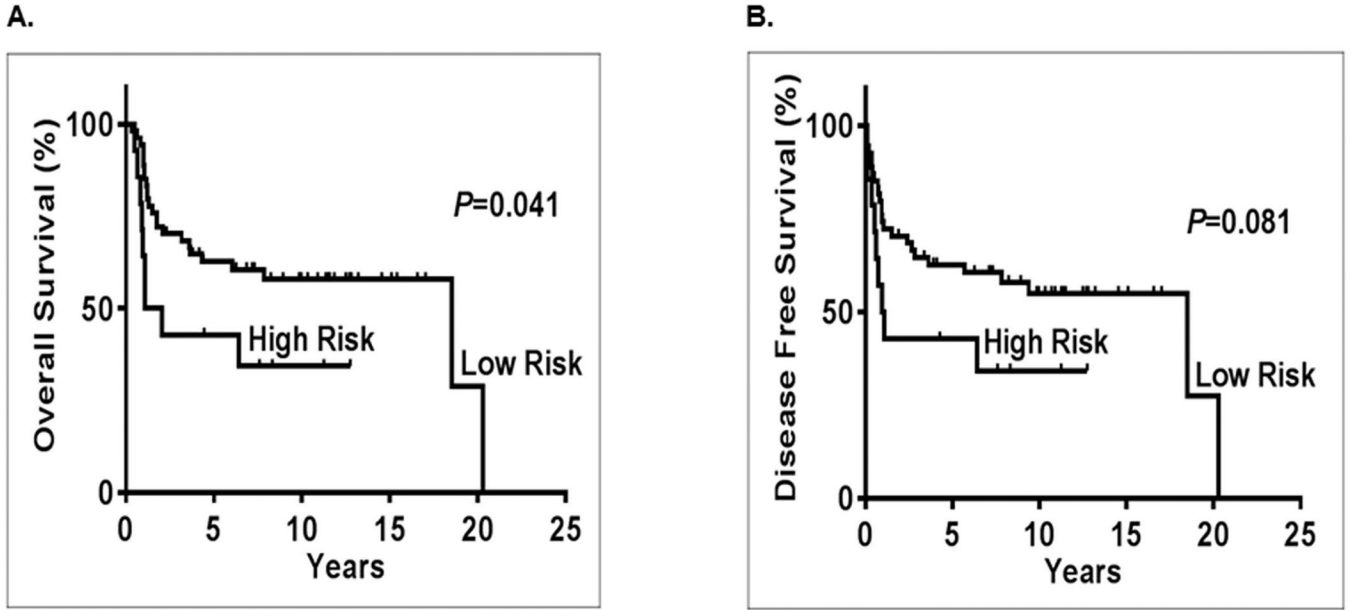 A.
Overall Survival (%)
100
50
0
P=0.041
High Risk
Low Risk
0 5 10 15 20 25
Years
B.
Disease Free Survival (%)
100
50
0
P=0.081
High Risk
Low Risk
0 5 10 15 20 25
Years